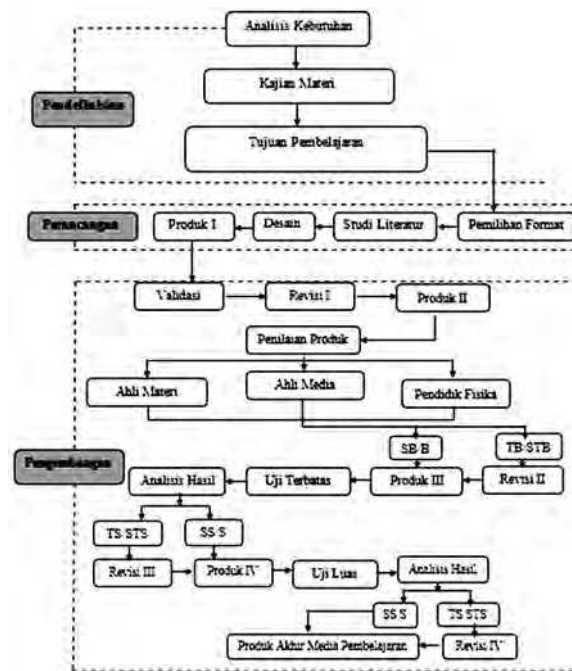 Analisis Kebutuhan
Kajian Materi
Pendefinisian
Tujuan Pembelajaran
Perancangan
Produk I
Desain
Studi Literatur
Pemilihan Format
Validasi
Revisi I
Produk II
Penilaian Produk
Ahli Materi
Ahli Media
Pendidik Fisika
SB-B
TB-STB
Pengembangan
Analisis Hasil
Uji Terbatas
Produk III
Revisi II
TS-STS
SS-S
Revisi III
Produk IV
Uji Luas
Analisis Hasil
SS-S
TS-STS
Produk Akhir Media Pembelajaran
Revisi IV